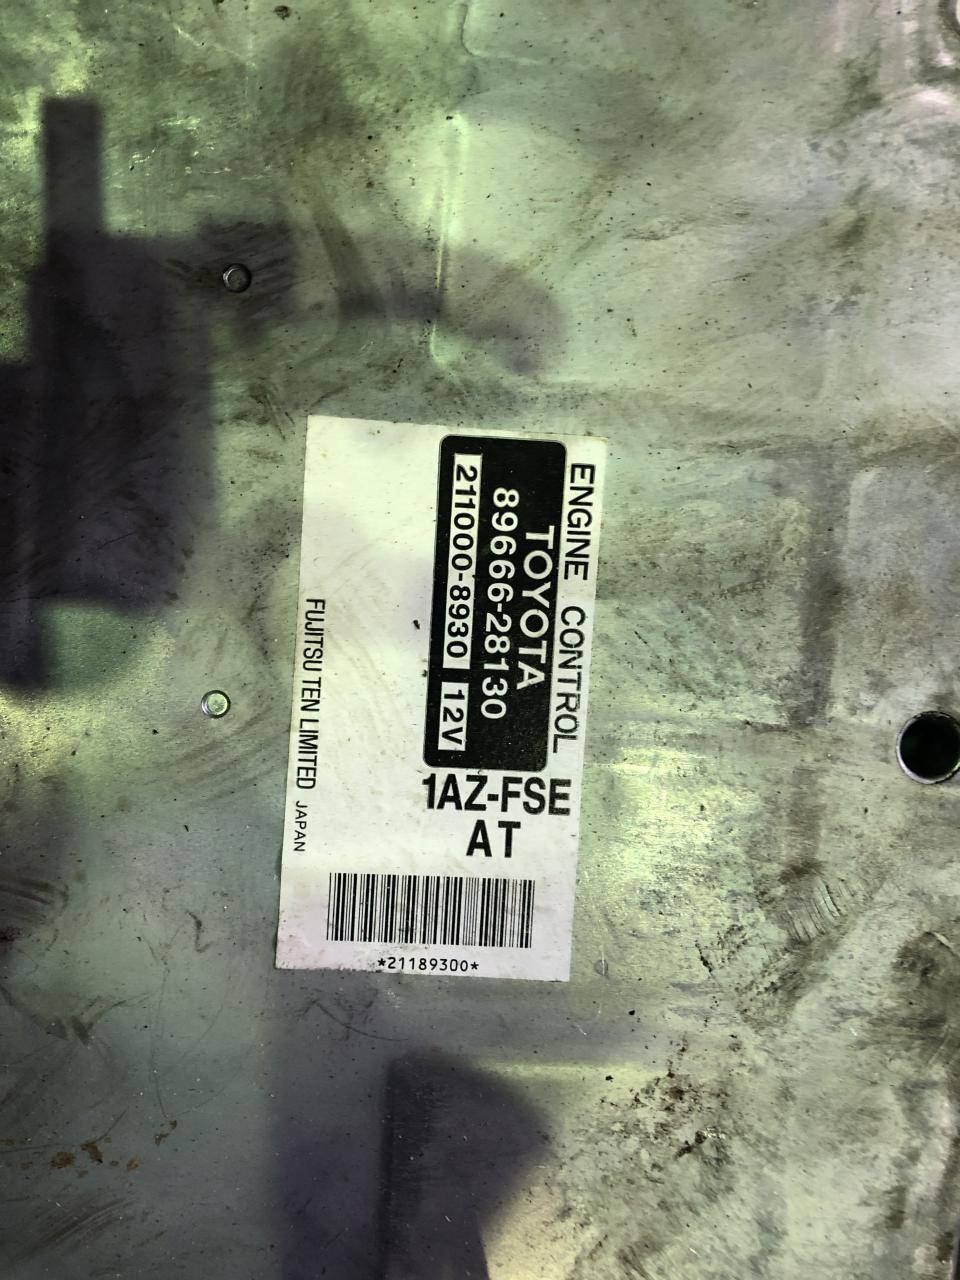 ENGINE CONTROL
TOYOTA
89666-28130
211000-8930 12V
1AZ-FSE
AT
FUJITSU TEN LIMITED JAPAN
*21189300*